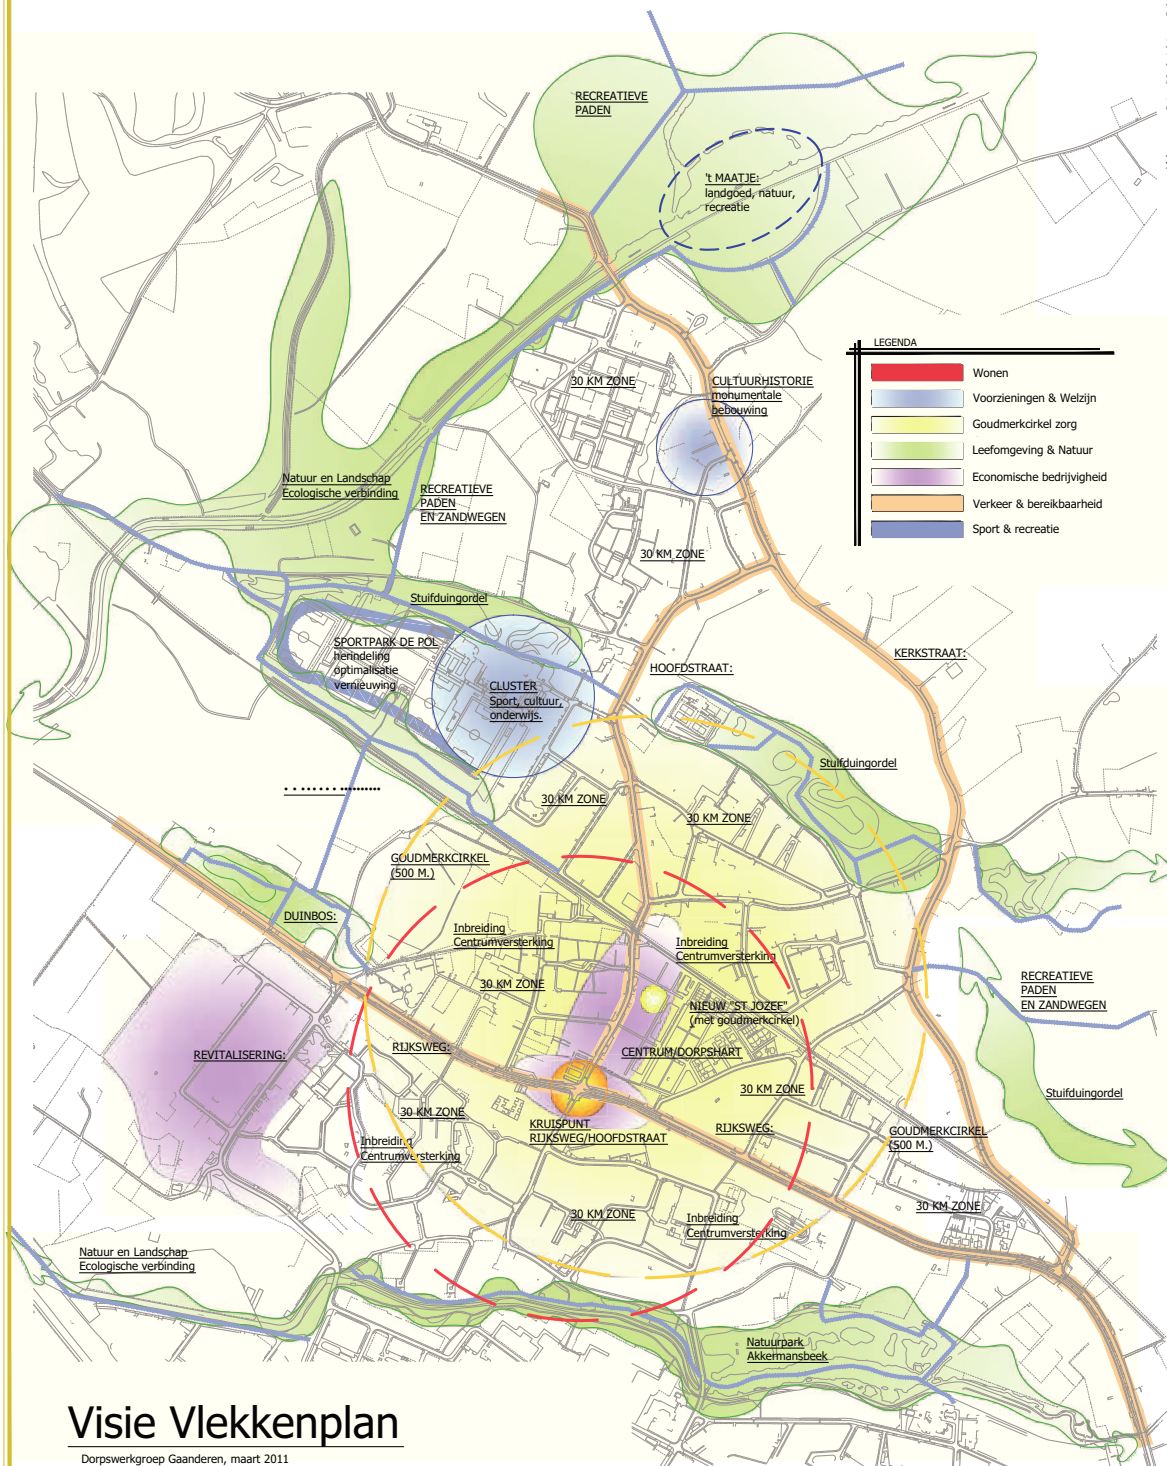 RECREATIEVE
PADEN
't MAATJE:
landgoed, natuur,
recreatie
LEGENDA
Wonen
Voorzieningen & Welzijn
Goudmerkcirkel zorg
Leefomgeving & Natuur
Economische bedrijvigheid
Verkeer & bereikbaarheid
Sport & recreatie
30 KM ZONE
CULTUURHISTORIE
monumentale
bebouwing
Natuur en Landschap
Ecologische verbinding
RECREATIEVE
PADEN
EN ZANDWEGEN
30 KM ZONE
Stuifduingordel
SPORTPARK DE POL
herindeling
optimalisatie
vernieuwing
CLUSTER
Sport, cultuur,
onderwijs.
HOOFDSTRAAT:
KERKSTRAAT:
Stuifduingordel
30 KM ZONE
30 KM ZONE
GOUDMERKCIRKEL
(500 M.)
DUINBOS:
Inbreiding
Centrumversterking
Inbreiding
Centrumversterking
30 KM ZONE
NIEUW "ST JOZEF"
(met goudmerkcirkel)
RECREATIEVE
PADEN
EN ZANDWEGEN
REVITALISERING:
RIJKSWEG:
CENTRUM/DORPSHART
30 KM ZONE
Stuifduingordel
30 KM ZONE
KRUISPUNT
RIJKSWEG/HOOFDSTRAAT
RIJKSWEG:
GOUDMERKCIRKEL
(500 M.)
Inbreiding
Centrumversterking
30 KM ZONE
30 KM ZONE
Inbreiding
Centrumversterking
Natuur en Landschap
Ecologische verbinding
Natuurpark
Akkermansbeek
Visie Vlekkenplan
Dorpswerkgroep Gaanderen, maart 2011